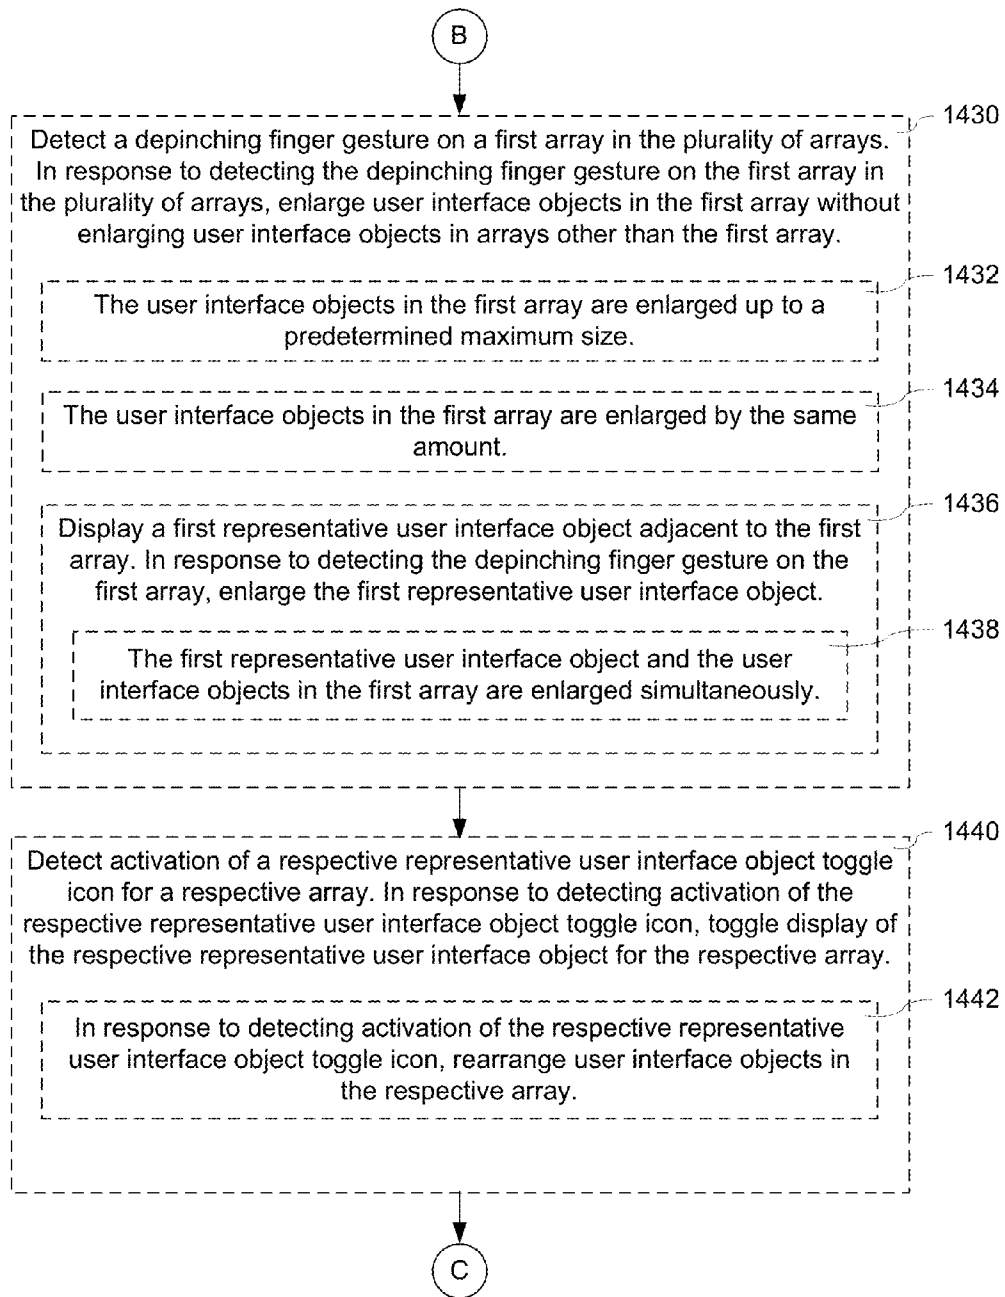 B
1430
Detect a depinching finger gesture on a first array in the plurality of arrays.
In response to detecting the depinching finger gesture on the first array in
the plurality of arrays, enlarge user interface objects in the first array without
enlarging user interface objects in arrays other than the first array.
1432
The user interface objects in the first array are enlarged up to a
predetermined maximum size.
1434
The user interface objects in the first array are enlarged by the same
amount.
1436
Display a first representative user interface object adjacent to the first
array. In response to detecting the depinching finger gesture on the
first array, enlarge the first representative user interface object.
1438
The first representative user interface object and the user
interface objects in the first array are enlarged simultaneously.
1440
Detect activation of a respective representative user interface object toggle
icon for a respective array. In response to detecting activation of the
respective representative user interface object toggle icon, toggle display of
the respective representative user interface object for the respective array.
1442
In response to detecting activation of the respective representative
user interface object toggle icon, rearrange user interface objects in
the respective array.
C